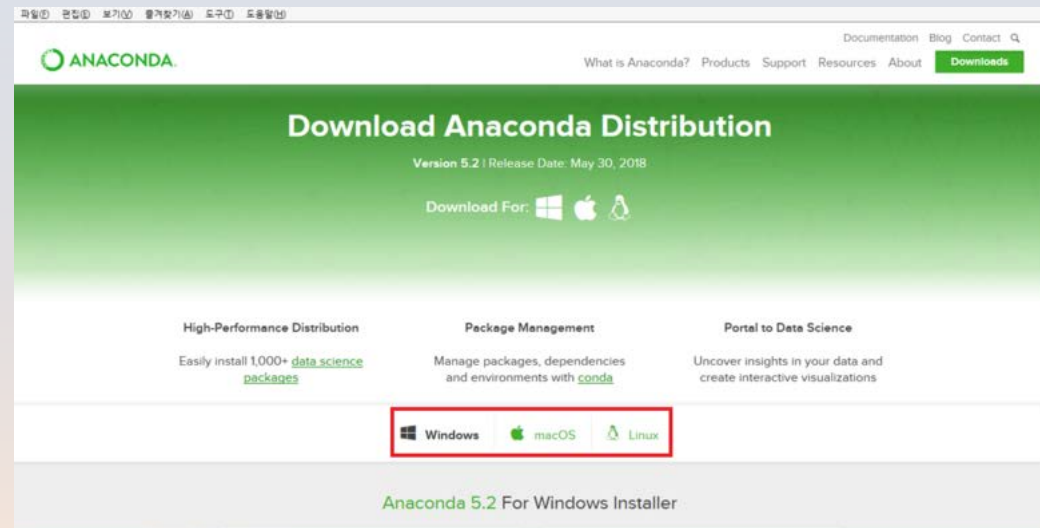 파일(F) 편집(E) 보기(V) 즐겨찾기(A) 도구(T) 도움말(H)
Documentation Blog Contact
ANACONDA.
What is Anaconda? Products Support Resources About Downloads
Download Anaconda Distribution
Version 5.2 | Release Date: May 30, 2018
Download For:
High-Performance Distribution
Easily install 1,000+ data science
packages
Package Management
Manage packages, dependencies
and environments with conda
Portal to Data Science
Uncover insights in your data and
create interactive visualizations
Windows macOS Linux
Anaconda 5.2 For Windows Installer